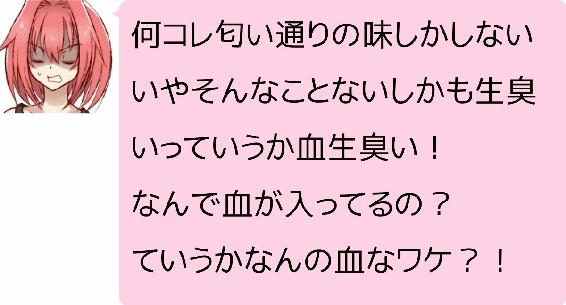 何コレ匂い通りの味しかしない
いやそんなことないしかも生臭
いっていうか血生臭い！
なんで血が入ってるの？
ていうかなんの血なワケ？！